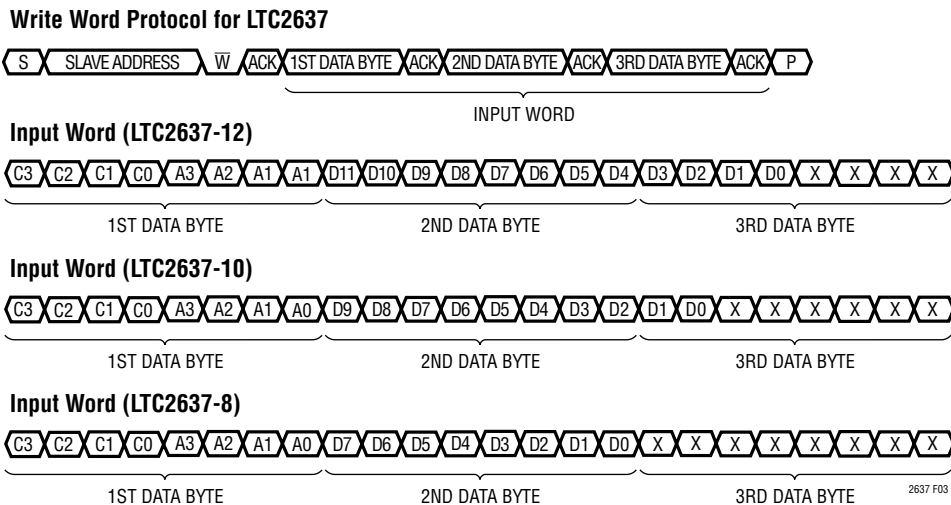 Write Word Protocol for LTC2637
S SLAVE ADDRESS W ACK 1ST DATA BYTE ACK 2ND DATA BYTE ACK 3RD DATA BYTE ACK P
INPUT WORD
Input Word (LTC2637-12)
C3 C2 C1 C0 A3 A2 A1 A1 D11 D10 D9 D8 D7 D6 D5 D4 D3 D2 D1 D0 X X X X
1ST DATA BYTE 2ND DATA BYTE 3RD DATA BYTE
Input Word (LTC2637-10)
C3 C2 C1 C0 A3 A2 A1 A0 D9 D8 D7 D6 D5 D4 D3 D2 D1 D0 X X X X X X
1ST DATA BYTE 2ND DATA BYTE 3RD DATA BYTE
Input Word (LTC2637-8)
C3 C2 C1 C0 A3 A2 A1 A0 D7 D6 D5 D4 D3 D2 D1 D0 X X X X X X X X
1ST DATA BYTE 2ND DATA BYTE 3RD DATA BYTE 2637 F03